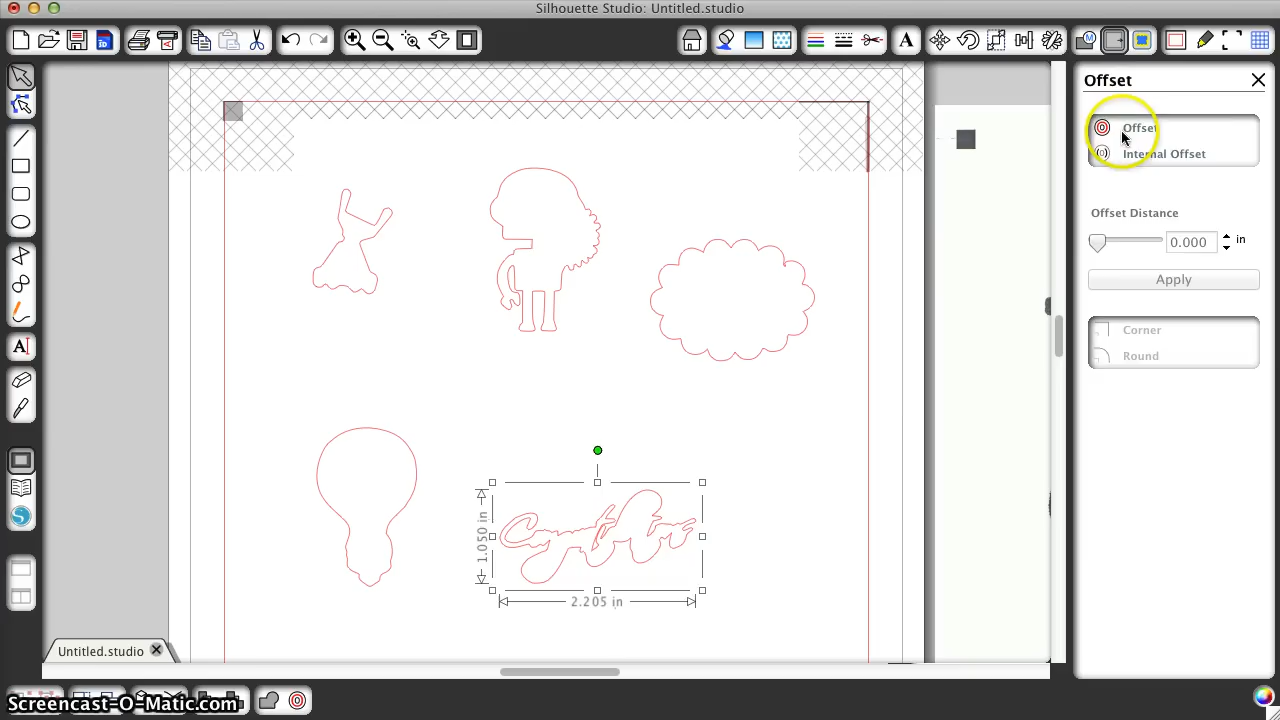 Silhouette Studio: Untitled.studio
Offset
Offset
Internal Offset
Offset Distance
0.000 in
Apply
Corner
Round
1.050 in
2.205 in
Untitled.studio
Screencast-O-Matic.com